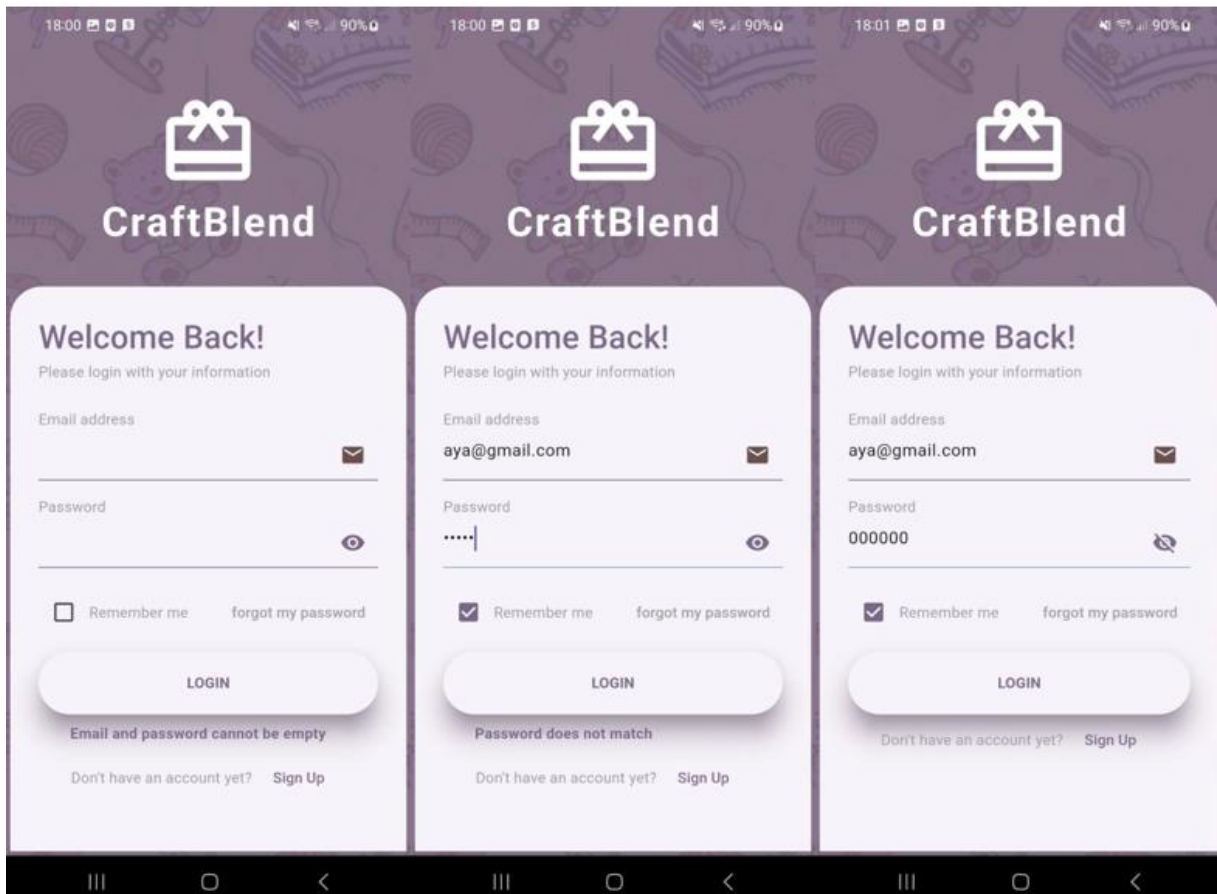 18:00
90%
CraftBlend
Welcome Back!
Please login with your information
Email address
Password
Remember me forgot my password
LOGIN
Email and password cannot be empty
Don't have an account yet? Sign Up
18:00
90%
CraftBlend
Welcome Back!
Please login with your information
Email address
aya@gmail.com
Password
•••••
Remember me forgot my password
LOGIN
Password does not match
Don't have an account yet? Sign Up
18:01
90%
CraftBlend
Welcome Back!
Please login with your information
Email address
aya@gmail.com
Password
000000
Remember me forgot my password
LOGIN
Don't have an account yet? Sign Up